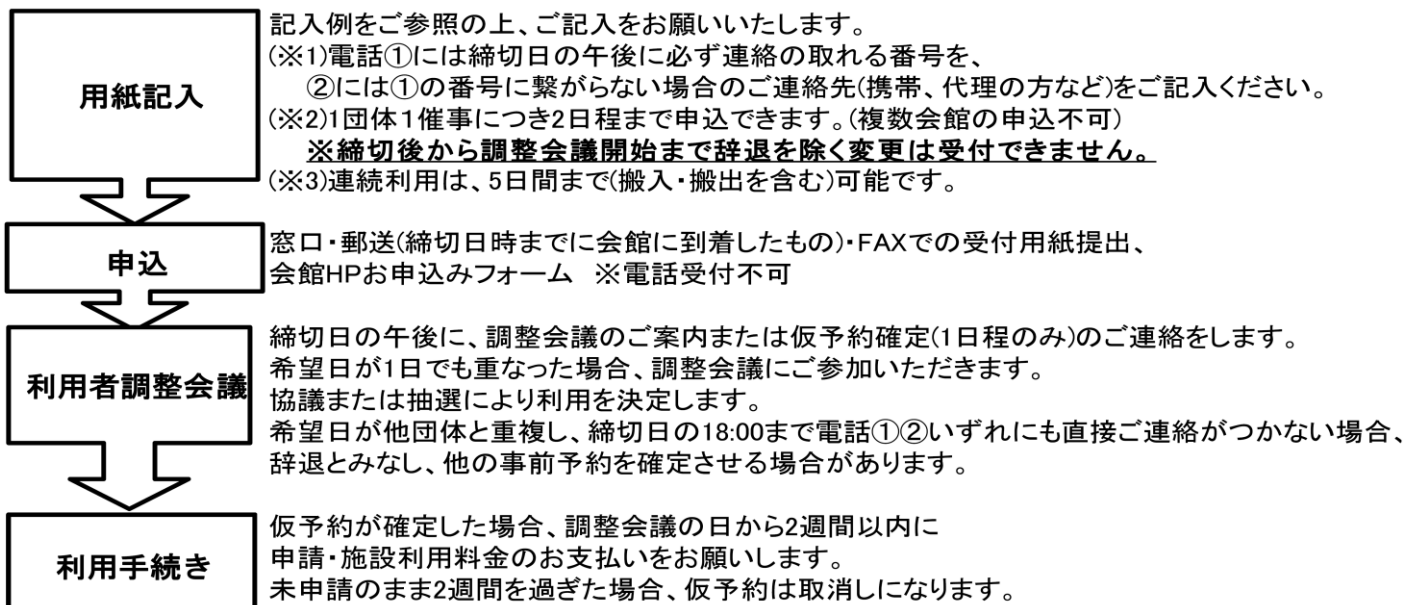 用紙記入
記入例をご参照の上、ご記入をお願いいたします。
(※1)電話①には締切日の午後に必ず連絡の取れる番号を、
②には①の番号に繋がらない場合のご連絡先(携帯、代理の方など)をご記入ください。
(※2)1団体1催事につき2日程まで申込できます。(複数会館の申込不可)
※締切後から調整会議開始まで辞退を除く変更は受付できません。
(※3)連続利用は、5日間まで(搬入・搬出を含む)可能です。
申込
窓口・郵送(締切日時までに会館に到着したもの)・FAXでの受付用紙提出、
会館HPお申込みフォーム　※電話受付不可
利用者調整会議
締切日の午後に、調整会議のご案内または仮予約確定(1日程のみ)のご連絡をします。
希望日が1日でも重なった場合、調整会議にご参加いただきます。
協議または抽選により利用を決定します。
希望日が他団体と重複し、締切日の18:00まで電話①②いずれにも直接ご連絡がつかない場合、
辞退とみなし、他の事前予約を確定させる場合があります。
利用手続き
仮予約が確定した場合、調整会議の日から2週間以内に
申請・施設利用料金のお支払いをお願いします。
未申請のまま2週間を過ぎた場合、仮予約は取消しになります。